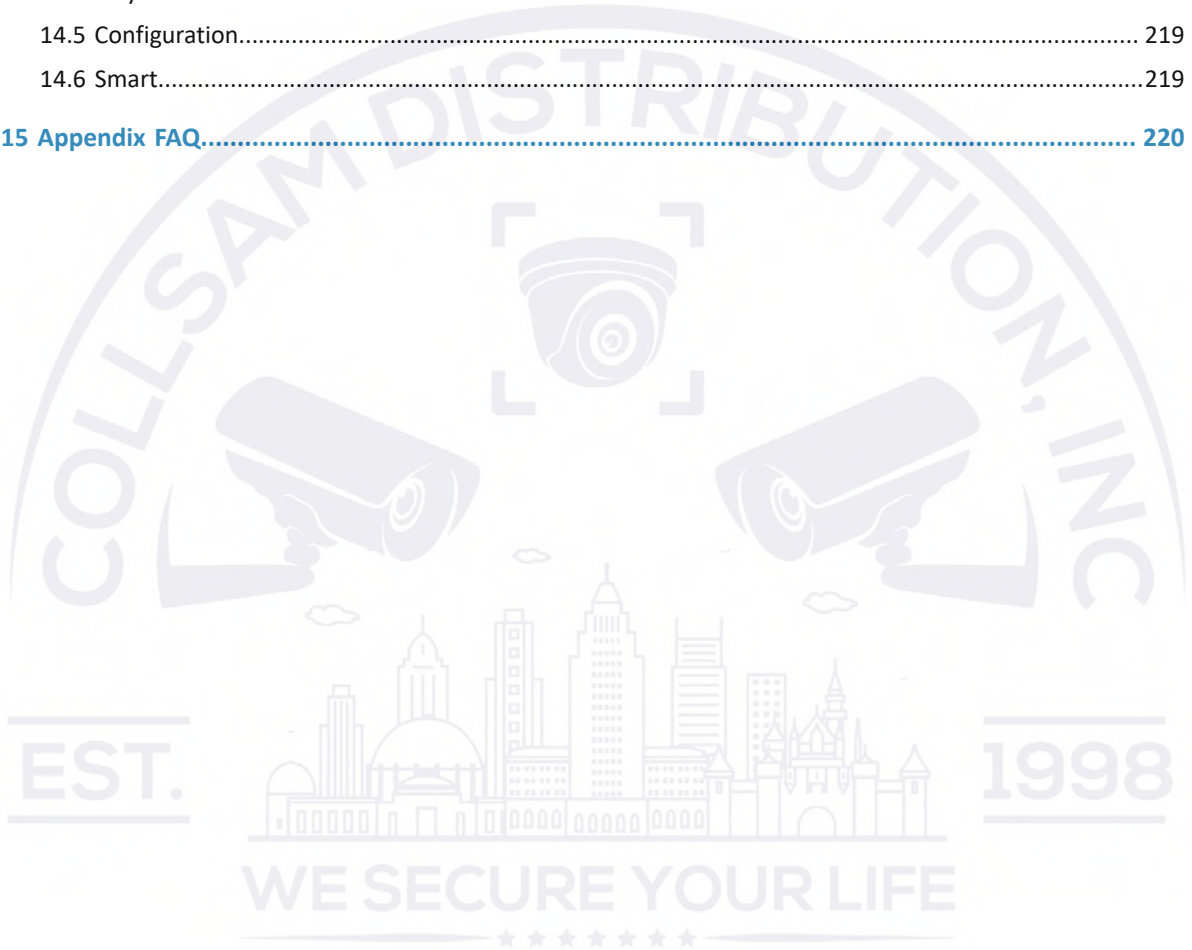 14.5 Configuration........................................................................................................................................ 219
14.6 Smart....................................................................................................................................................219
15 Appendix FAQ................................................................................................................................. 220
COLLSAM DISTRIBUTION, INC
EST.
1998
WE SECURE YOUR LIFE